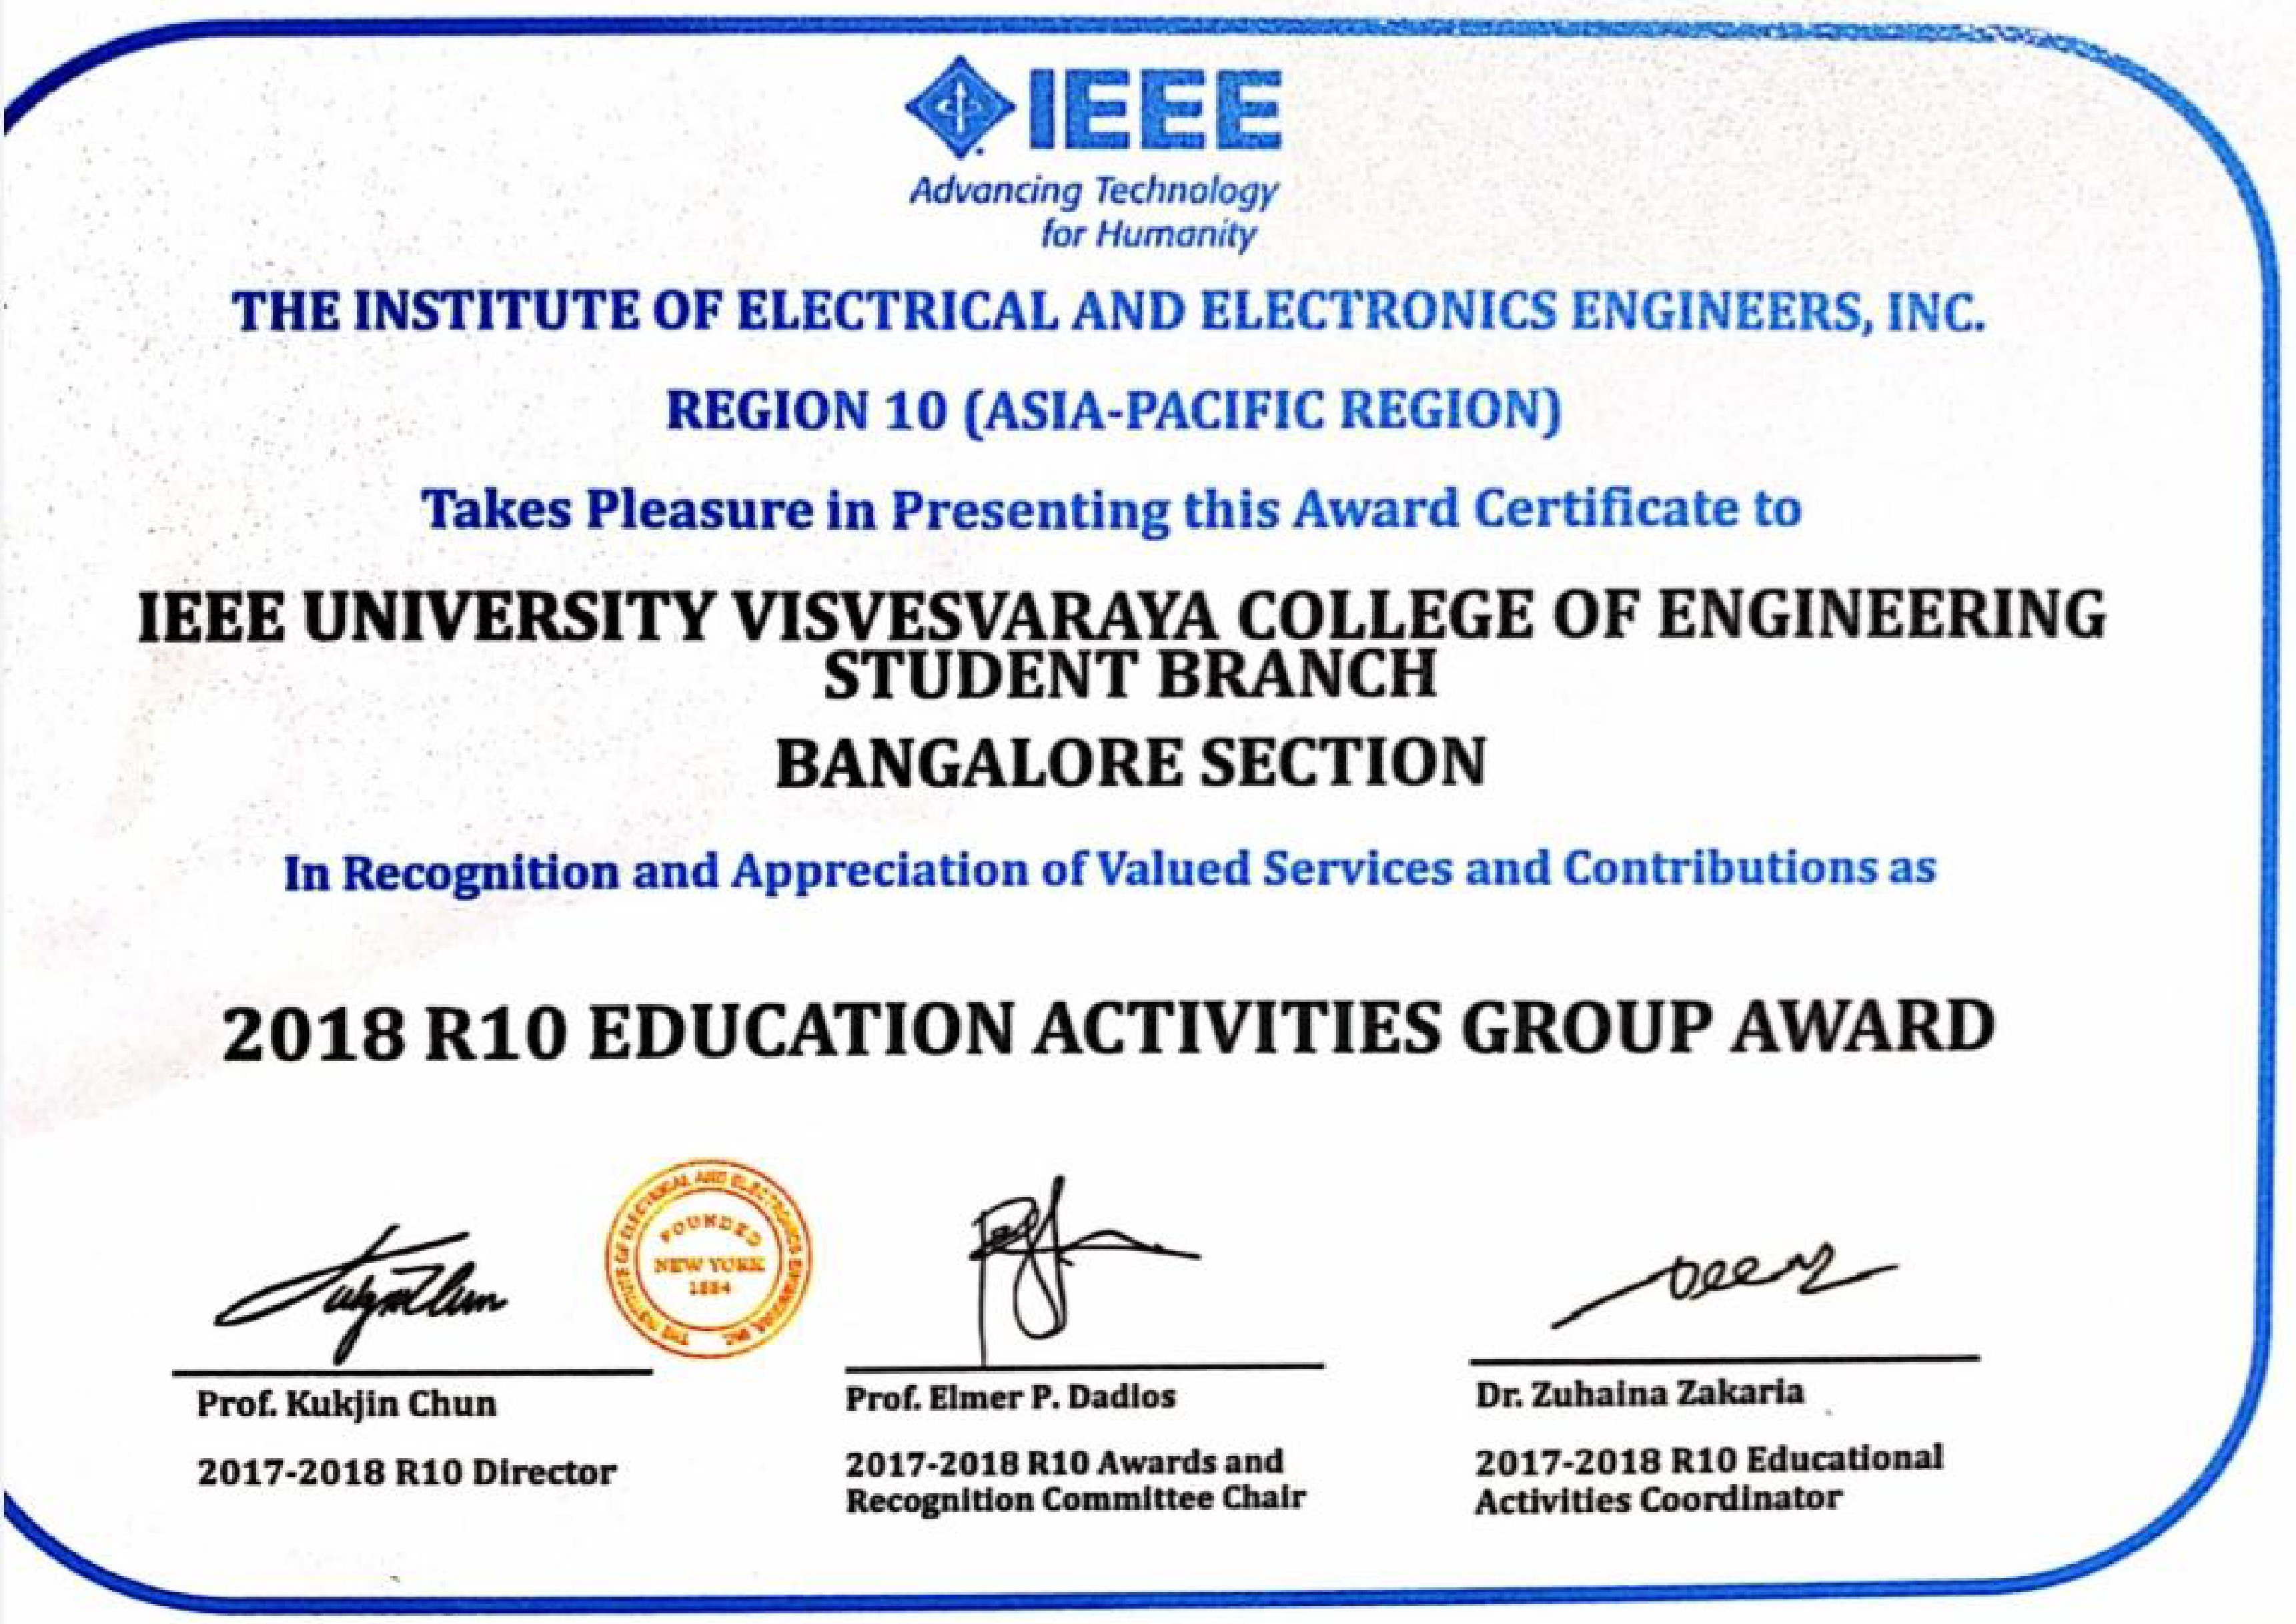 IEEE
Advancing Technology
for Humanity
THE INSTITUTE OF ELECTRICAL AND ELECTRONICS ENGINEERS, INC.
REGION 10 (ASIA-PACIFIC REGION)
Takes Pleasure in Presenting this Award Certificate to
IEEE UNIVERSITY VISVESVARAYA COLLEGE OF ENGINEERING
STUDENT BRANCH
BANGALORE SECTION
In Recognition and Appreciation of Valued Services and Contributions as
2018 R10 EDUCATION ACTIVITIES GROUP AWARD
THE INSTITUTE OF ELECTRICAL AND ELECTRONICS ENGINEERS, INC.
FOUNDED
NEW YORK
1884
Prof. Kukjin Chun
2017-2018 R10 Director
Prof. Elmer P. Dadios
2017-2018 R10 Awards and
Recognition Committee Chair
Dr. Zuhaina Zakaria
2017-2018 R10 Educational
Activities Coordinator